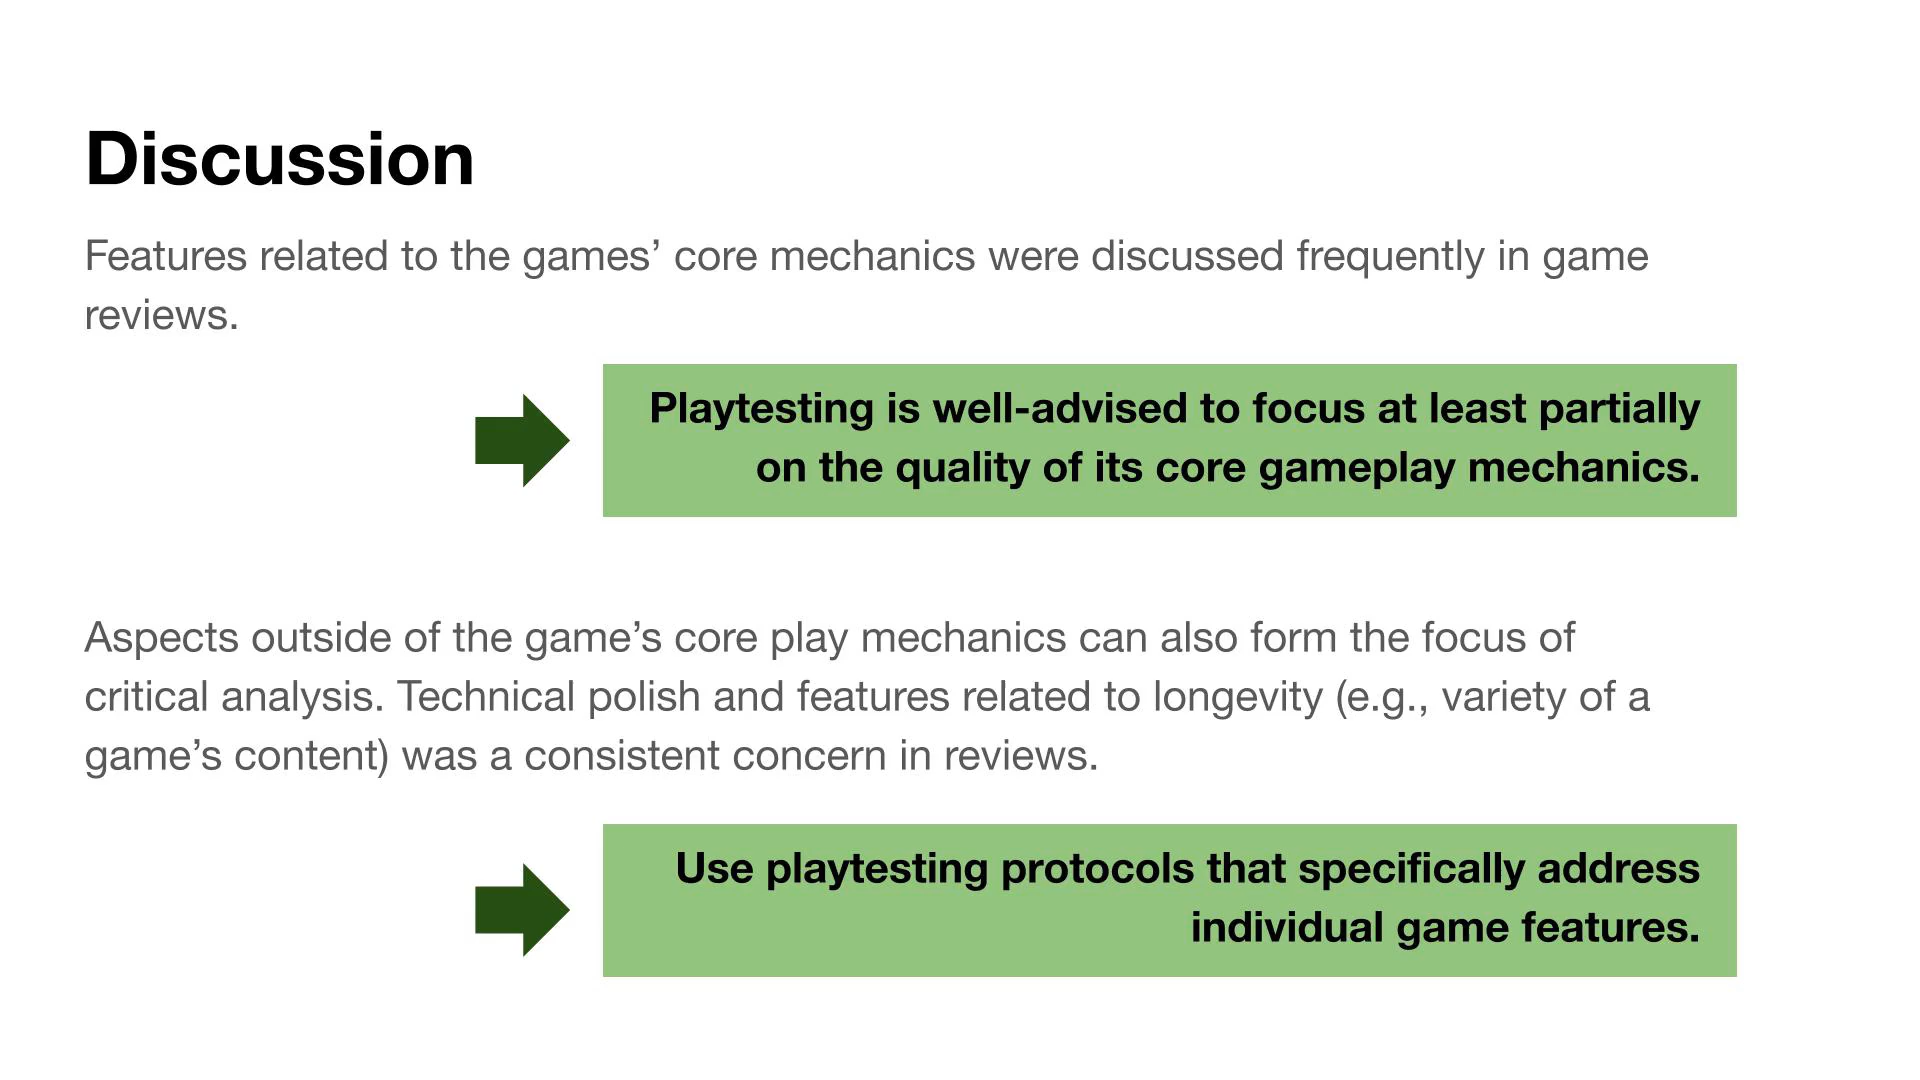 Discussion
Features related to the games’ core mechanics were discussed frequently in game
reviews.
Playtesting is well-advised to focus at least partially
on the quality of its core gameplay mechanics.
Aspects outside of the game’s core play mechanics can also form the focus of
critical analysis. Technical polish and features related to longevity (e.g., variety of a
game’s content) was a consistent concern in reviews.
Use playtesting protocols that specifically address
individual game features.